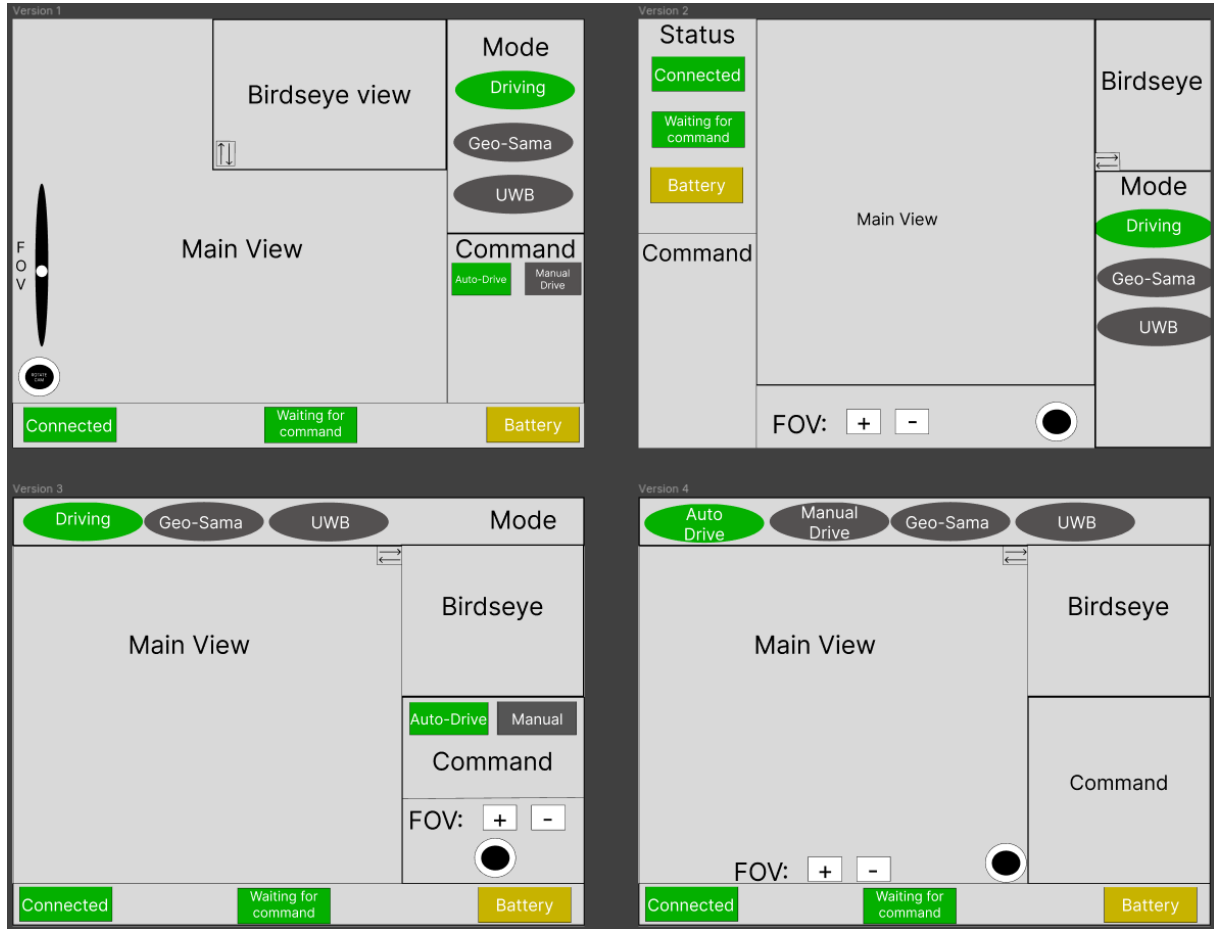 Version 1
Birdseye view
Mode
Driving
Geo-Sama
UWB
F
O
V
Main View
Command
Auto-Drive
Manual
Drive
ROTATE
CAM
Connected
Waiting for
command
Battery
Version 2
Status
Connected
Waiting for
command
Battery
Command
Main View
Birdseye
Mode
Driving
Geo-Sama
UWB
FOV:
+
-
Version 3
Driving
Geo-Sama
UWB
Mode
Main View
Birdseye
Auto-Drive
Manual
Command
FOV:
+
-
Connected
Waiting for
command
Battery
Version 4
Auto
Drive
Manual
Drive
Geo-Sama
UWB
Main View
Birdseye
Command
FOV:
+
-
Connected
Waiting for
command
Battery